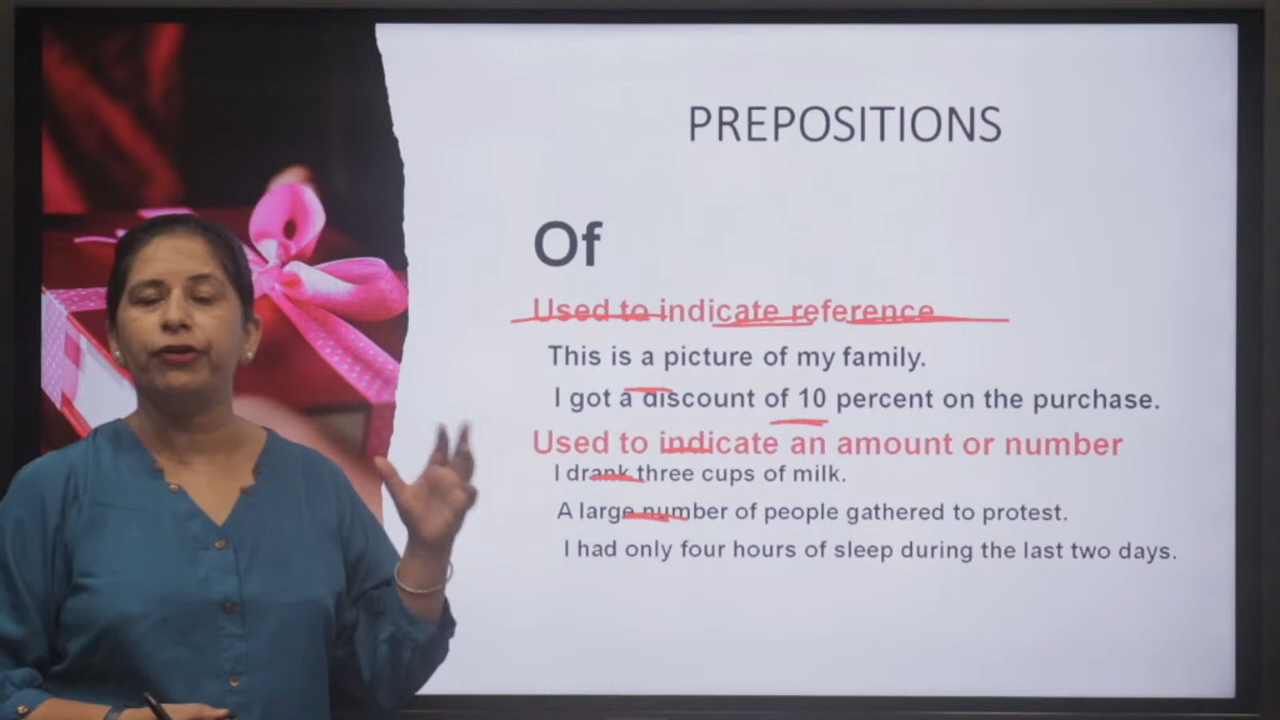 PREPOSITIONS
Of
Used to indicate reference
This is a picture of my family.
I got a discount of 10 percent on the purchase.
Used to indicate an amount or number
I drank three cups of milk.
A large number of people gathered to protest.
I had only four hours of sleep during the last two days.